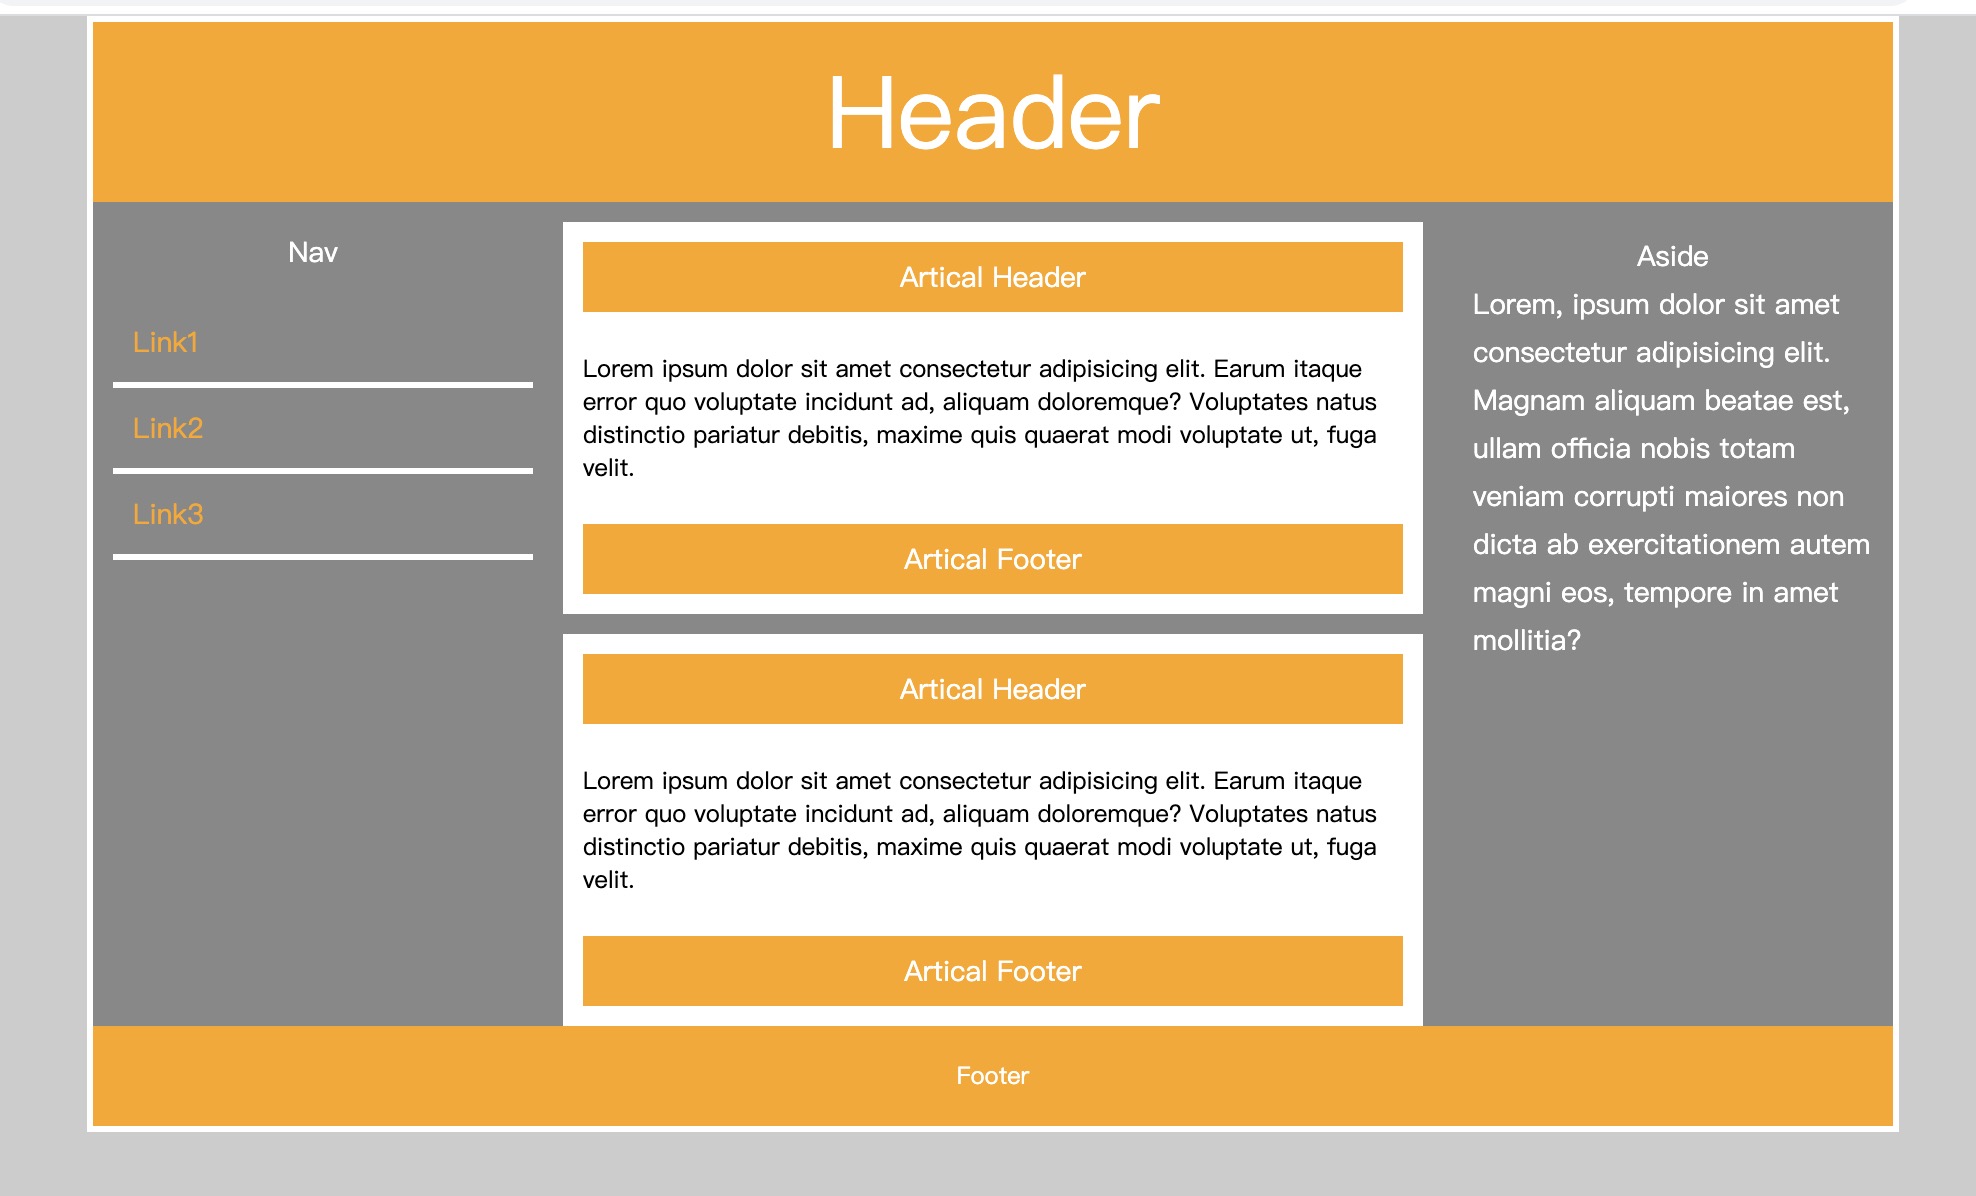 Header
Nav
Link1
Link2
Link3
Artical Header
Lorem ipsum dolor sit amet consectetur adipisicing elit. Earum itaque
error quo voluptate incidunt ad, aliquam doloremque? Voluptates natus
distinctio pariatur debitis, maxime quis quaerat modi voluptate ut, fuga
velit.
Artical Footer
Artical Header
Lorem ipsum dolor sit amet consectetur adipisicing elit. Earum itaque
error quo voluptate incidunt ad, aliquam doloremque? Voluptates natus
distinctio pariatur debitis, maxime quis quaerat modi voluptate ut, fuga
velit.
Artical Footer
Aside
Lorem, ipsum dolor sit amet
consectetur adipisicing elit.
Magnam aliquam beatae est,
ullam officia nobis totam
veniam corrupti maiores non
dicta ab exercitationem autem
magni eos, tempore in amet
mollitia?
Footer